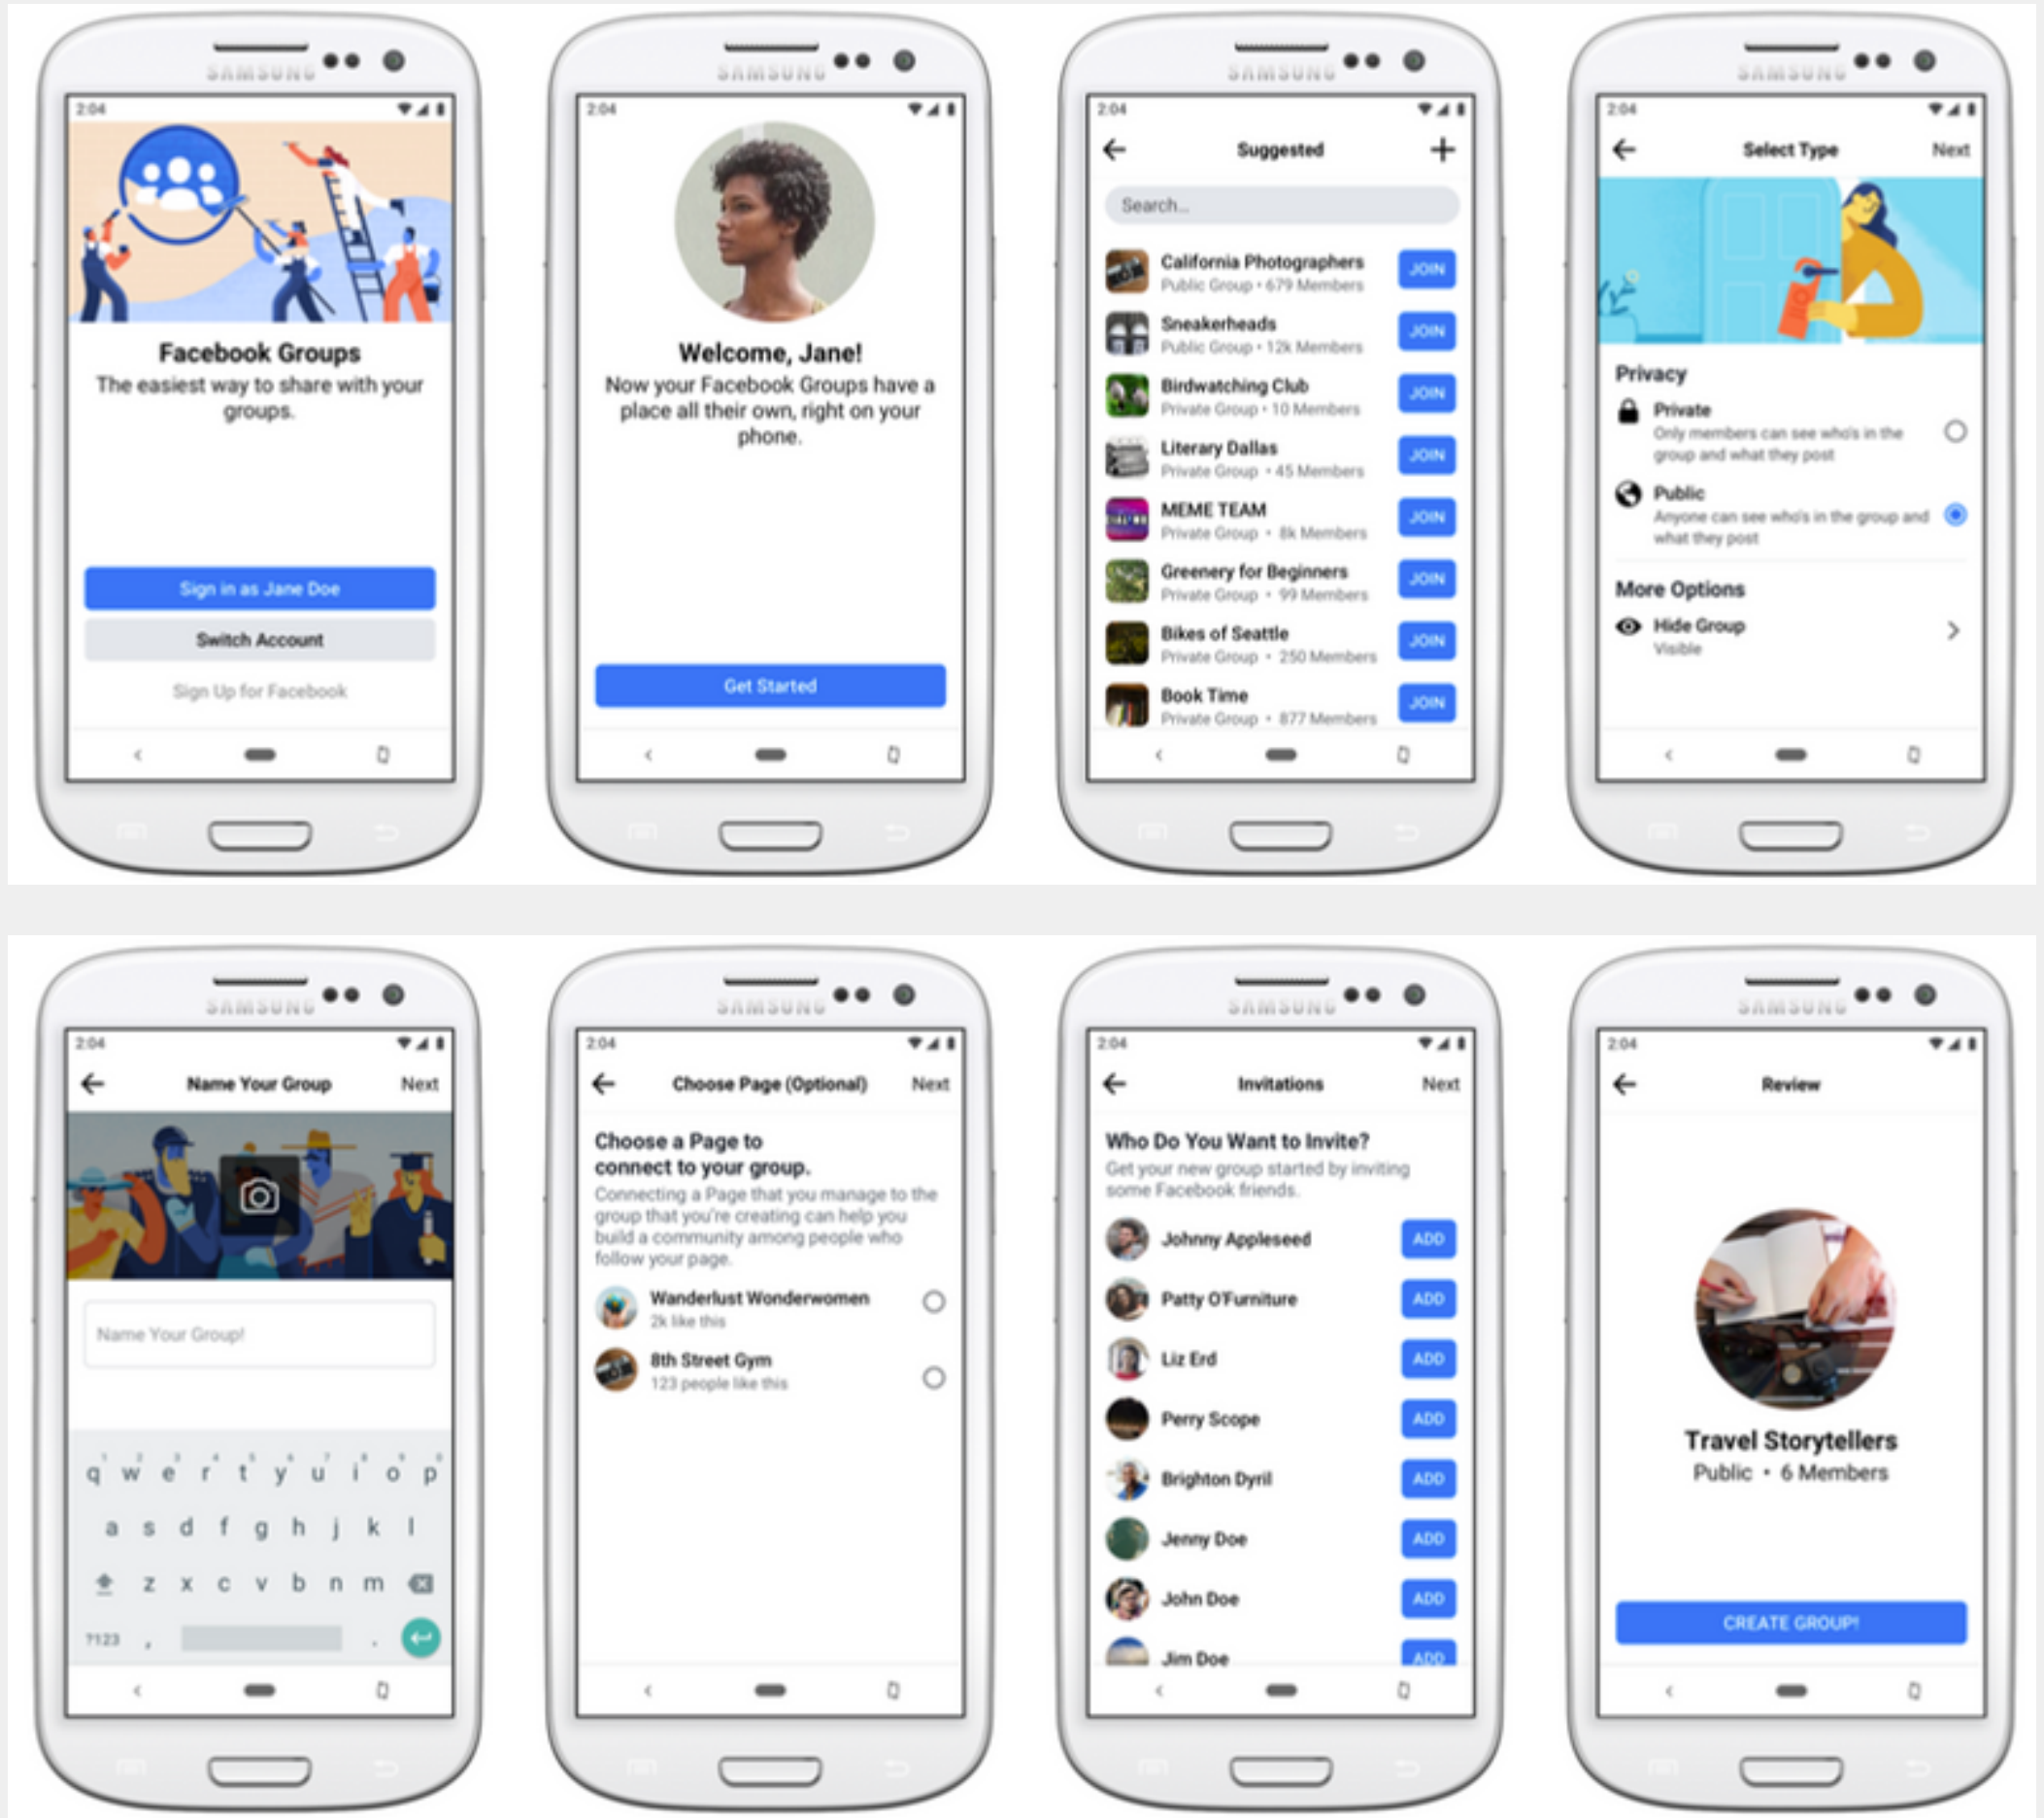 SAMSUNG
2:04
Facebook Groups
The easiest way to share with your
groups.
Sign in as Jane Doe
Switch Account
Sign Up for Facebook
SAMSUNG
2:04
Welcome, Jane!
Now your Facebook Groups have a
place all their own, right on your
phone.
Get Started
SAMSUNG
2:04
Suggested
Search...
California Photographers
Public Group • 679 Members
JOIN
Sneakerheads
Public Group • 12k Members
JOIN
Birdwatching Club
Private Group • 10 Members
JOIN
Literary Dallas
Private Group • 45 Members
JOIN
MEME TEAM
Private Group • 8k Members
JOIN
Greenery for Beginners
Private Group • 99 Members
JOIN
Bikes of Seattle
Private Group • 250 Members
JOIN
Book Time
Private Group • 877 Members
JOIN
SAMSUNG
2:04
Select Type
Next
Privacy
Private
Only members can see who's in the
group and what they post
Public
Anyone can see who's in the group and
what they post
More Options
Hide Group
Visible
SAMSUNG
2:04
Name Your Group
Next
Name Your Group!
1 2 3 4 5 6 7 8 9 0
q w e r t y u i o p
a s d f g h j k l
z x c v b n m
?123 , .
SAMSUNG
2:04
Choose Page (Optional)
Next
Choose a Page to
connect to your group.
Connecting a Page that you manage to the
group that you're creating can help you
build a community among people who
follow your page.
Wanderlust Wonderwomen
2k like this
8th Street Gym
123 people like this
SAMSUNG
2:04
Invitations
Next
Who Do You Want to Invite?
Get your new group started by inviting
some Facebook friends.
Johnny Appleseed
ADD
Patty O'Furniture
ADD
Liz Erd
ADD
Perry Scope
ADD
Brighton Dyril
ADD
Jenny Doe
ADD
John Doe
ADD
Jim Doe
ADD
SAMSUNG
2:04
Review
Travel Storytellers
Public • 6 Members
CREATE GROUP!